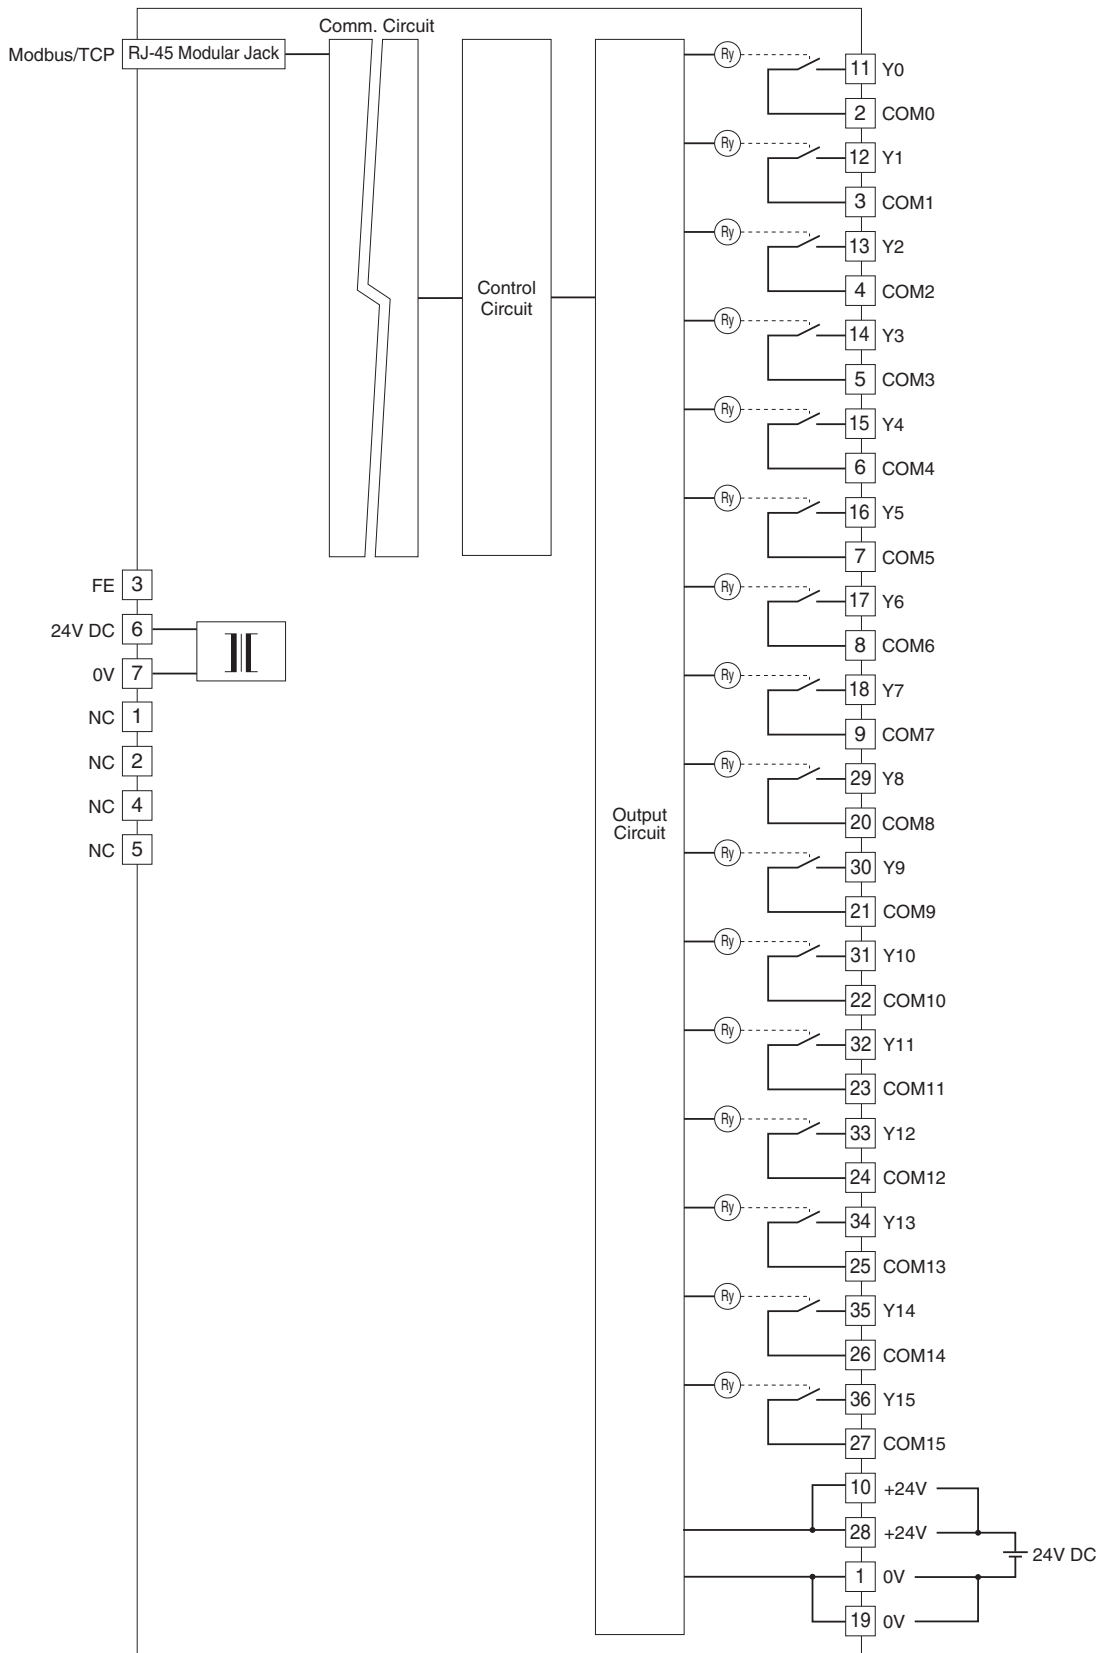 Comm. Circuit
Modbus/TCP RJ-45 Modular Jack
Control
Circuit
Output
Circuit
FE 3
24V DC 6
0V 7
NC 1
NC 2
NC 4
NC 5
Ry 11 Y0
2 COM0
Ry 12 Y1
3 COM1
Ry 13 Y2
4 COM2
Ry 14 Y3
5 COM3
Ry 15 Y4
6 COM4
Ry 16 Y5
7 COM5
Ry 17 Y6
8 COM6
Ry 18 Y7
9 COM7
Ry 29 Y8
20 COM8
Ry 30 Y9
21 COM9
Ry 31 Y10
22 COM10
Ry 32 Y11
23 COM11
Ry 33 Y12
24 COM12
Ry 34 Y13
25 COM13
Ry 35 Y14
26 COM14
Ry 36 Y15
27 COM15
10 +24V
28 +24V
24V DC
1 0V
19 0V